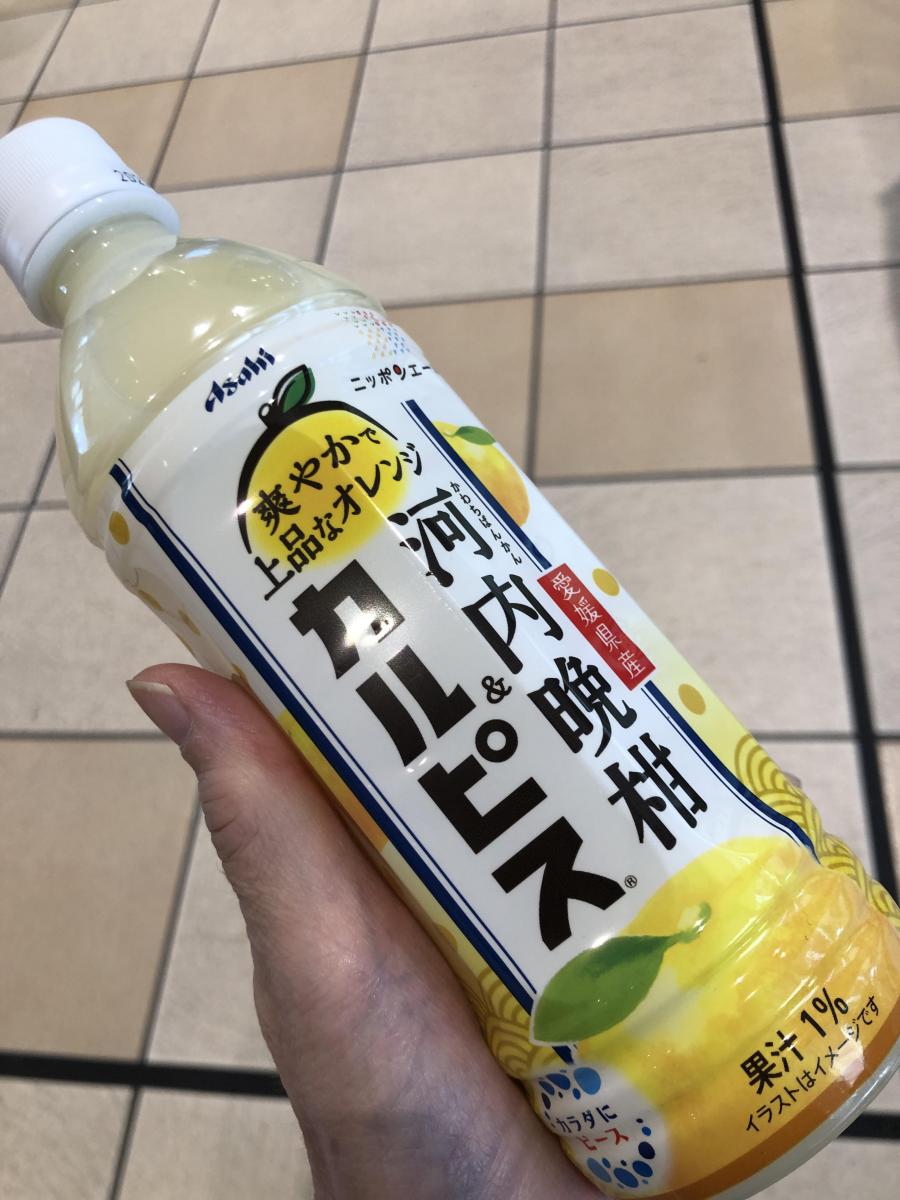 202
Asahi
ニッポンエー
爽やかで
上品なオレンジ
かわちばんかん
河内晩柑
愛媛県産
&
カルピス®
果汁1%
イラストはイメージです
カラダに
ピース